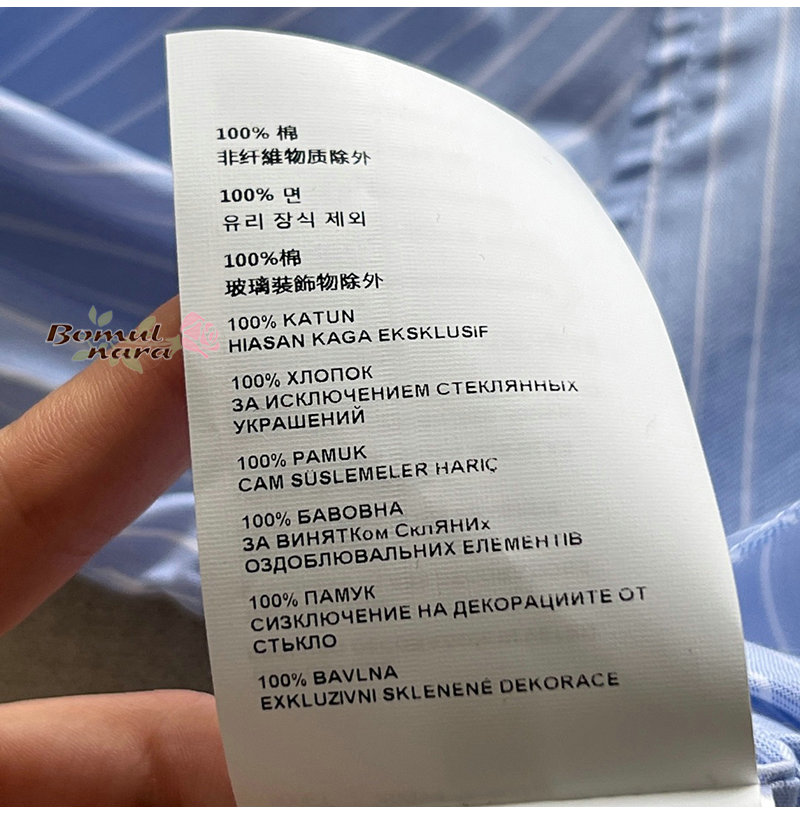 100% 棉
非纤維物质除外
100% 면
유리 장식 제외
100%棉
玻璃装飾物除外
100% KATUN
HIASAN KAGA EKSKLUSiF
100% ХЛОПОК
ЗА ИСКЛЮЧЕНИЕМ СТЕКЛЯННЫХ
УКРАШЕНИЙ
100% PAMUK
CAM SÜSLEMELER HARIÇ
100% БАВОВНА
ЗА ВИНЯТКом СкпЯНИх
ОЗДОБЛЮВАЛЬНИХ ЕЛЕМЕНТІВ
100% ПАМУК
СИЗКЛЮЧЕНИЕ НА ДЕКОРАЦИИТЕ ОТ
СТЬКЛО
100% BAVLNA
EXKLUZIVNI SKLENENÉ DEKORACE
Bomul
nara